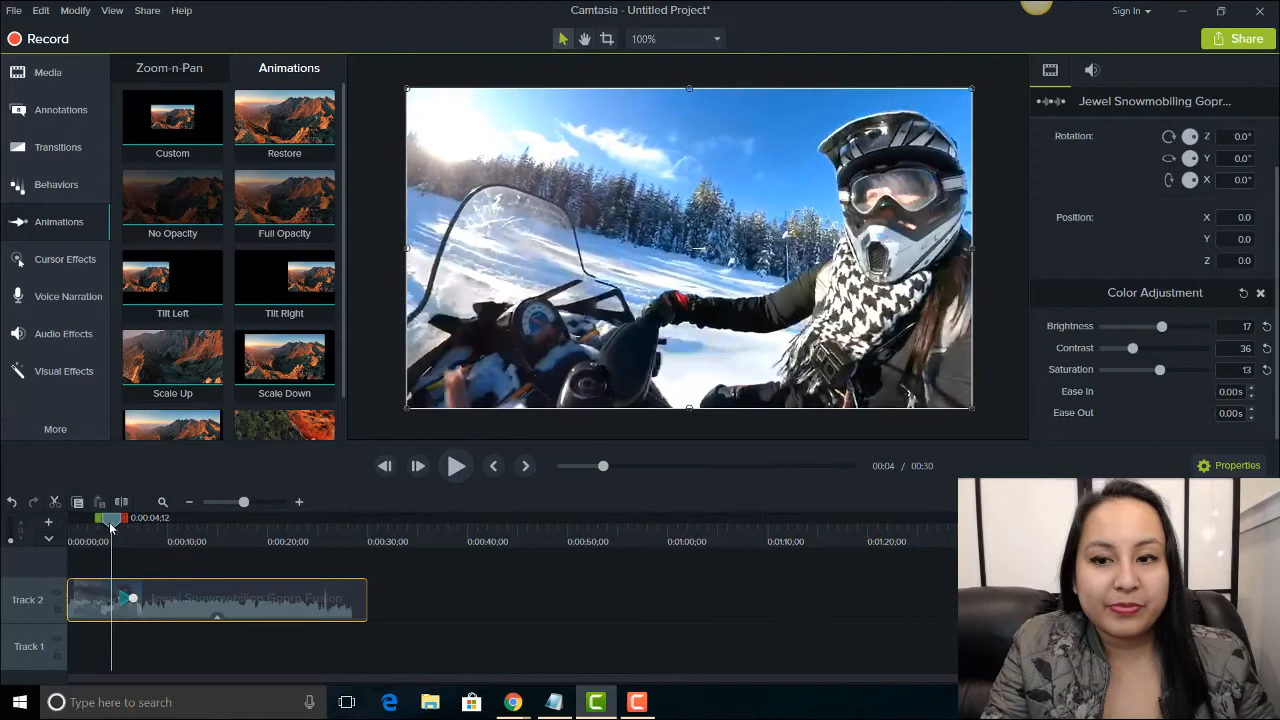 File Edit Modify View Share Help
Camtasia - Untitled Project*
Sign In
Record
100%
Share
Media
Annotations
Transitions
Behaviors
Animations
Cursor Effects
Voice Narration
Audio Effects
Visual Effects
More
Zoom-n-Pan
Animations
Custom
Restore
No Opacity
Full Opacity
Tilt Left
Tilt Right
Scale Up
Scale Down
Jewel Snowmobiling Gopr...
Rotation:
Z 0.0°
Y 0.0°
X 0.0°
Position:
X 0.0
Y 0.0
Z 0.0
Color Adjustment
Brightness 17
Contrast 36
Saturation 13
Ease In 0.00s
Ease Out 0.00s
00:04 / 00:30
Properties
0:00:04;12
0:00:00;00 0:00:10;00 0:00:20;00 0:00:30;00 0:00:40;00 0:00:50;00 0:01:00;00 0:01:10;00 0:01:20;00
Track 2
Jewel Snowmobiling Gopro Fusion
Track 1
Type here to search